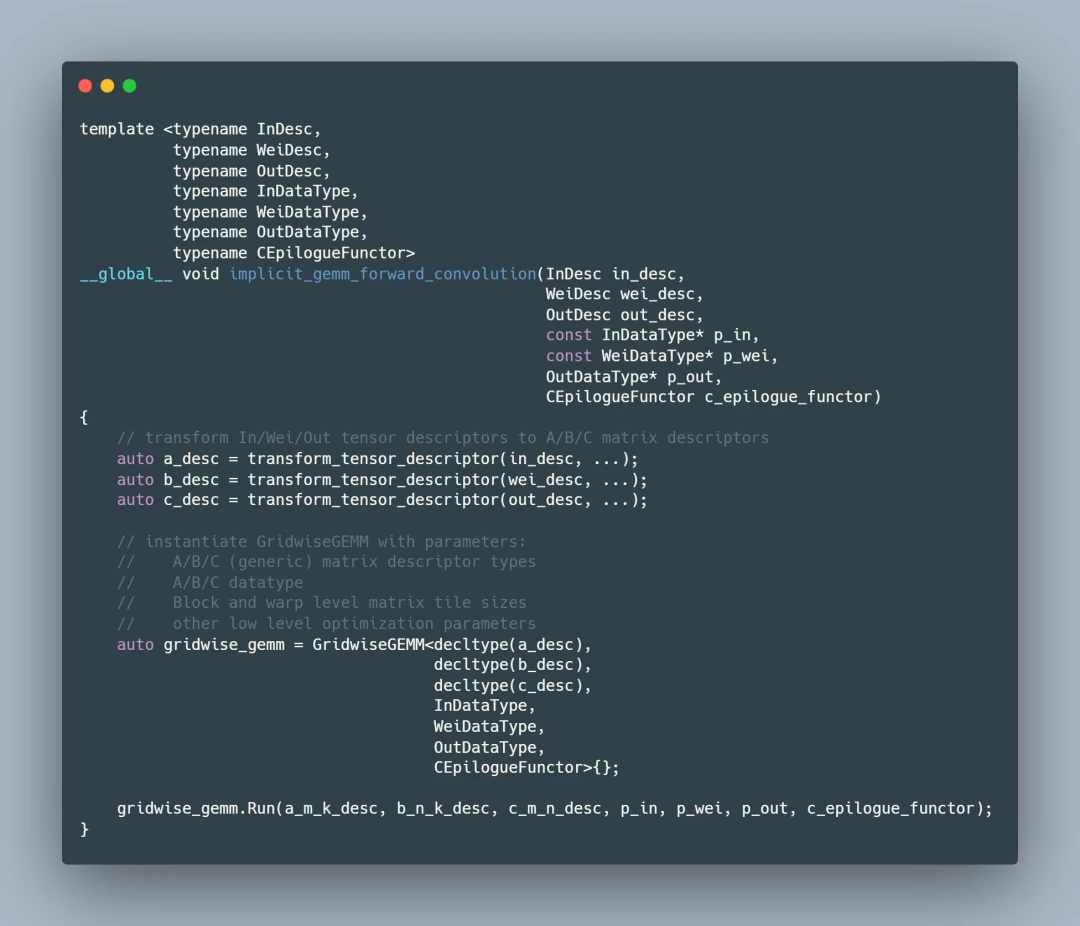 template <typename InDesc,
          typename WeiDesc,
          typename OutDesc,
          typename InDataType,
          typename WeiDataType,
          typename OutDataType,
          typename CEpilogueFunctor>
__global__ void implicit_gemm_forward_convolution(InDesc in_desc,
                                                  WeiDesc wei_desc,
                                                  OutDesc out_desc,
                                                  const InDataType* p_in,
                                                  const WeiDataType* p_wei,
                                                  OutDataType* p_out,
                                                  CEpilogueFunctor c_epilogue_functor)
{
    // transform In/Wei/Out tensor descriptors to A/B/C matrix descriptors
    auto a_desc = transform_tensor_descriptor(in_desc, ...);
    auto b_desc = transform_tensor_descriptor(wei_desc, ...);
    auto c_desc = transform_tensor_descriptor(out_desc, ...);

    // instantiate GridwiseGEMM with parameters:
    //    A/B/C (generic) matrix descriptor types
    //    A/B/C datatype
    //    Block and warp level matrix tile sizes
    //    other low level optimization parameters
    auto gridwise_gemm = GridwiseGEMM<decltype(a_desc),
                                      decltype(b_desc),
                                      decltype(c_desc),
                                      InDataType,
                                      WeiDataType,
                                      OutDataType,
                                      CEpilogueFunctor>{};

    gridwise_gemm.Run(a_m_k_desc, b_n_k_desc, c_m_n_desc, p_in, p_wei, p_out, c_epilogue_functor);
}